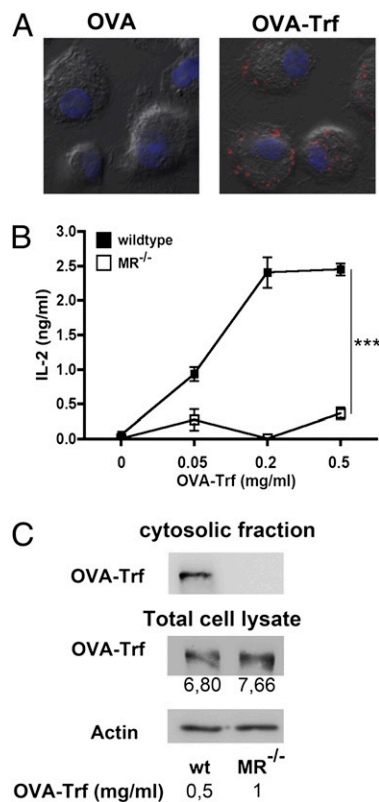 A
OVA
OVA-Trf
B
wildtype
MR-/-
IL-2 (ng/ml)
3.0
2.5
2.0
1.5
1.0
0.5
0.0
***
0
0.05
0.2
0.5
OVA-Trf (mg/ml)
C
cytosolic fraction
OVA-Trf
Total cell lysate
OVA-Trf
6,80 7,66
Actin
wt MR-/-
OVA-Trf (mg/ml) 0,5 1